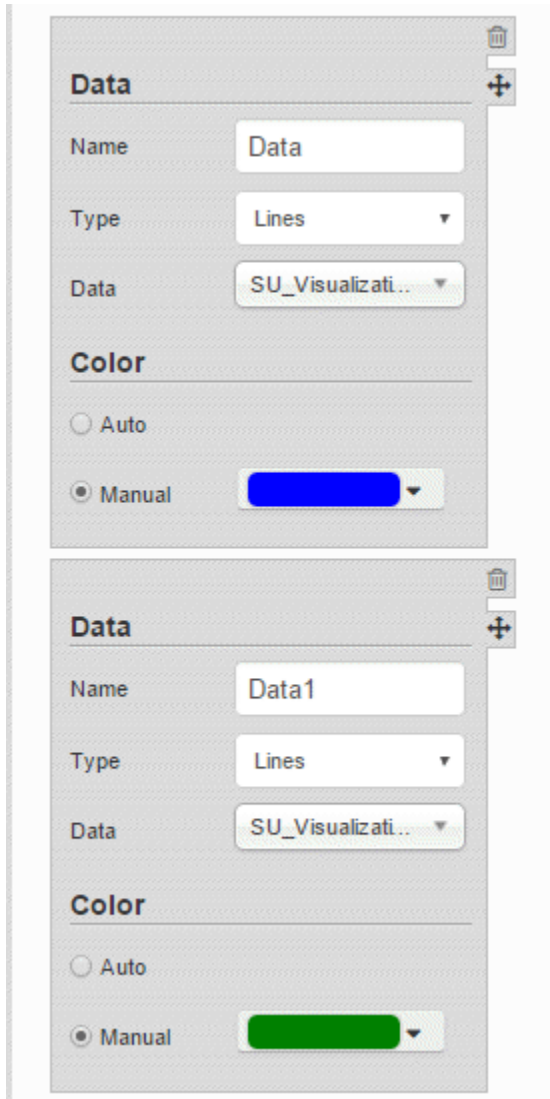 Data
Name Data
Type Lines
Data SU_Visualizati...
Color
Auto
Manual
Data
Name Data1
Type Lines
Data SU_Visualizati...
Color
Auto
Manual